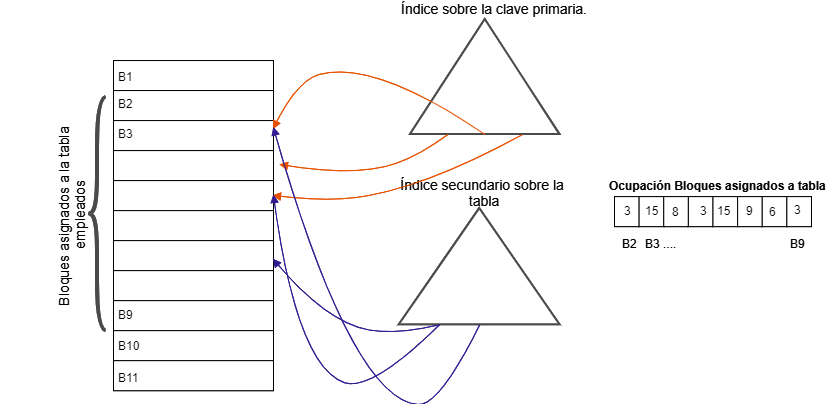 Índice sobre la clave primaria.
B1
B2
B3
B9
B10
B11
Bloques asignados a la tabla
empleados
Índice secundario sobre la
tabla
Ocupación Bloques asignados a tabla
3 15 8 3 15 9 6 3
B2 B3 .... B9